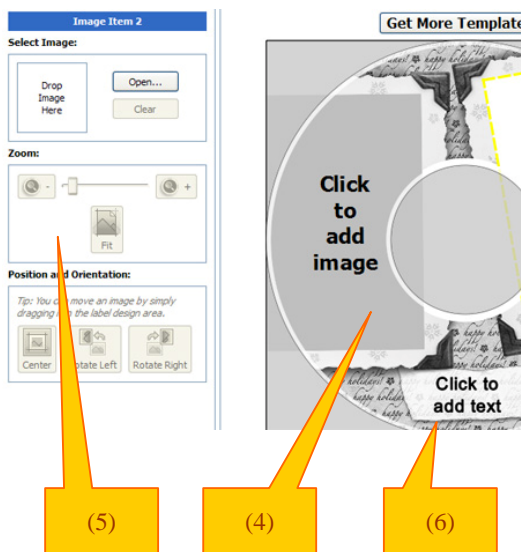 Image Item 2
Get More Template
Select Image:
Drop
Image
Here
Open...
Clear
Zoom:
-
+
Fit
Position and Orientation:
Tip: You can move an image by simply
dragging it in the label design area.
Center
Rotate Left
Rotate Right
Click
to
add
image
Click to
add text
(5)
(4)
(6)